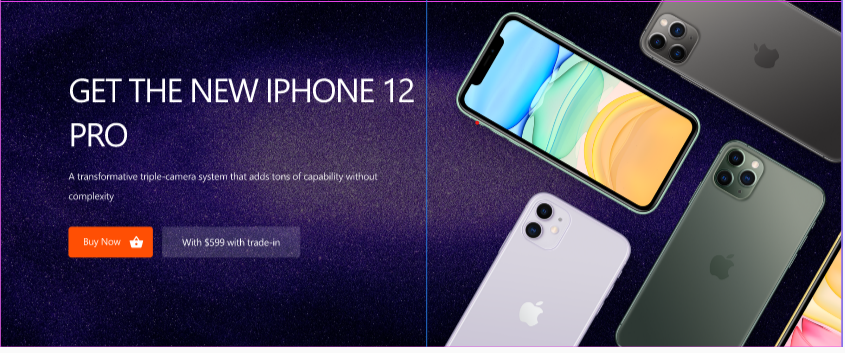 GET THE NEW IPHONE 12
PRO
A transformative triple-camera system that adds tons of capability without
complexity
Buy Now
With $599 with trade-in